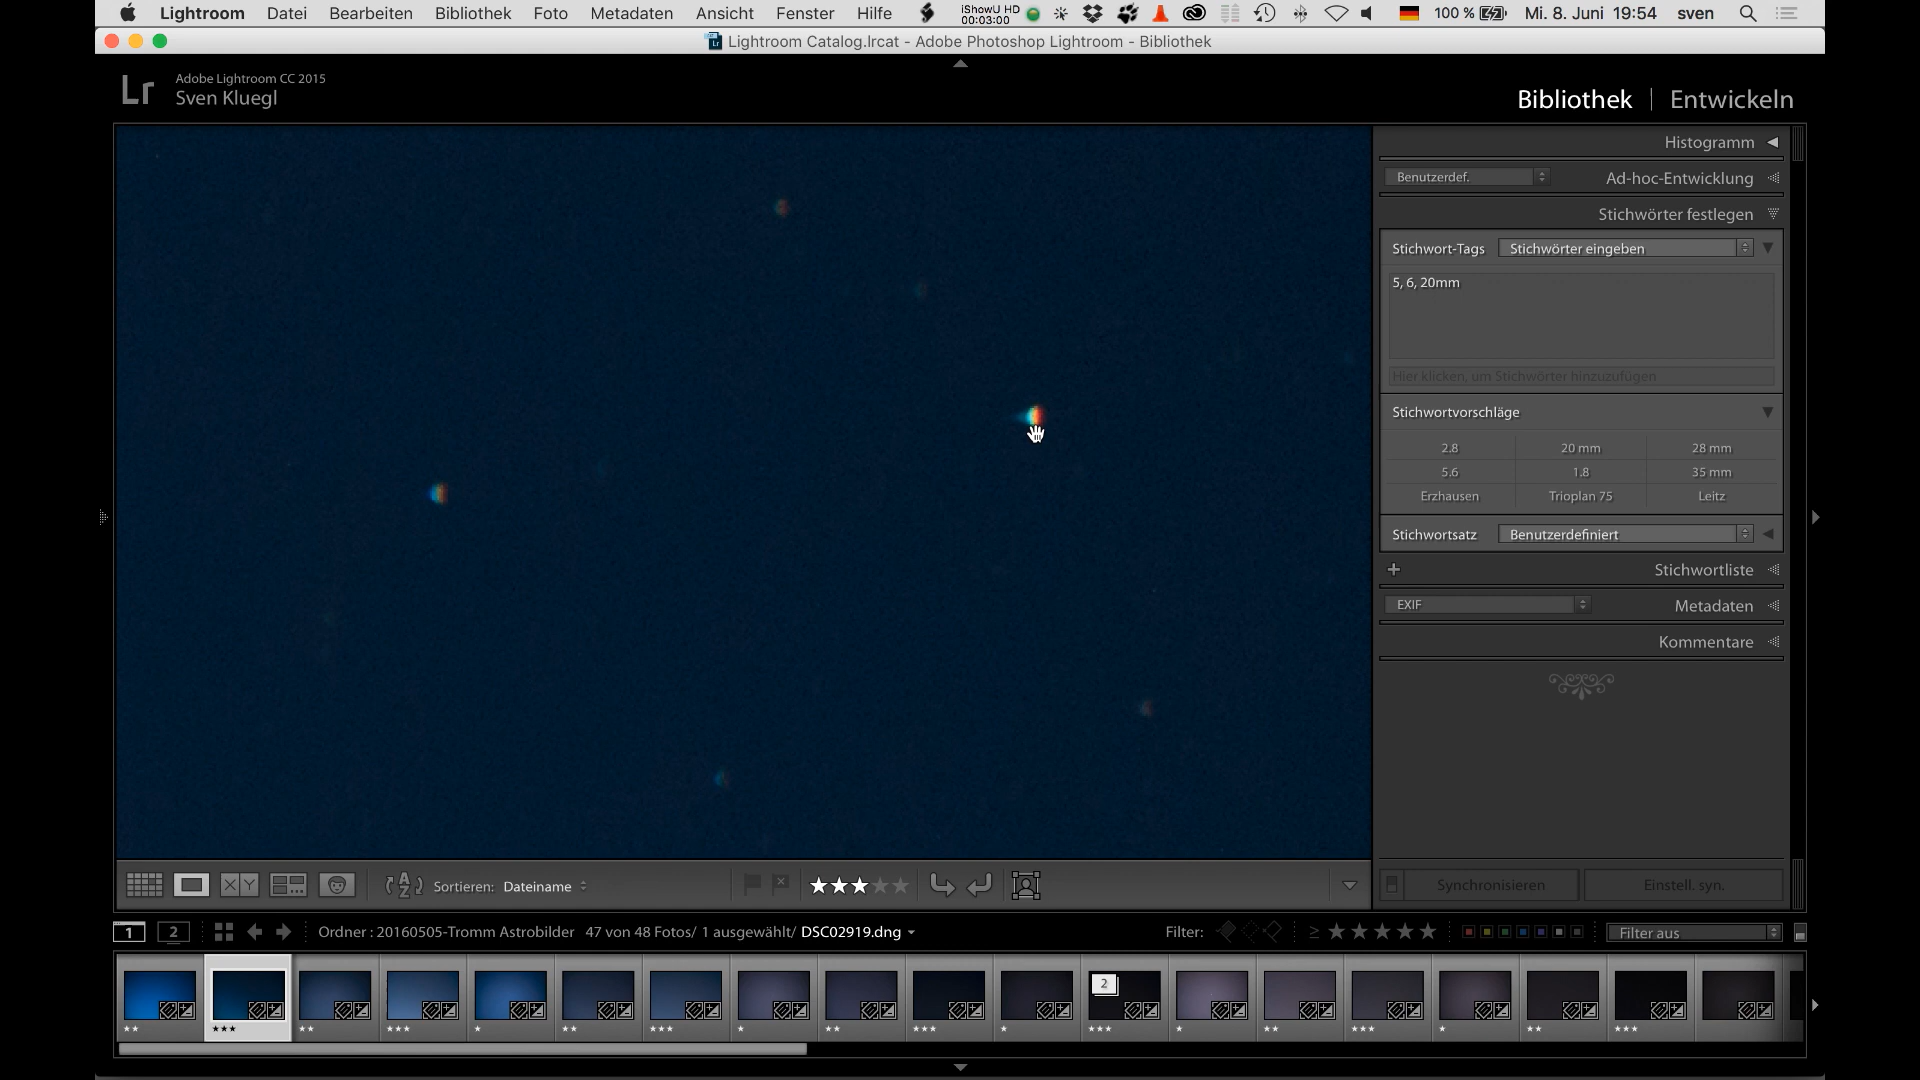 Lightroom Datei Bearbeiten Bibliothek Foto Metadaten Ansicht Fenster Hilfe iShowU HD 00:03:00 100 % Mi. 8. Juni 19:54 sven
Lightroom Catalog.lrcat - Adobe Photoshop Lightroom - Bibliothek
Lr
Adobe Lightroom CC 2015
Sven Kluegl
Bibliothek | Entwickeln
Histogramm
Benutzerdef. Ad-hoc-Entwicklung
Stichwörter festlegen
Stichwort-Tags Stichwörter eingeben
5, 6, 20mm
Hier klicken, um Stichwörter hinzuzufügen
Stichwortvorschläge
2.8 20 mm 28 mm
5.6 1.8 35 mm
Erzhausen Trioplan 75 Leitz
Stichwortsatz Benutzerdefiniert
Stichwortliste
EXIF Metadaten
Kommentare
X Y A Z Sortieren: Dateiname Synchronisieren Einstell. syn.
1 2 Ordner : 20160505-Tromm Astrobilder 47 von 48 Fotos/ 1 ausgewählt/ DSC02919.dng Filter: ≥ Filter aus
2